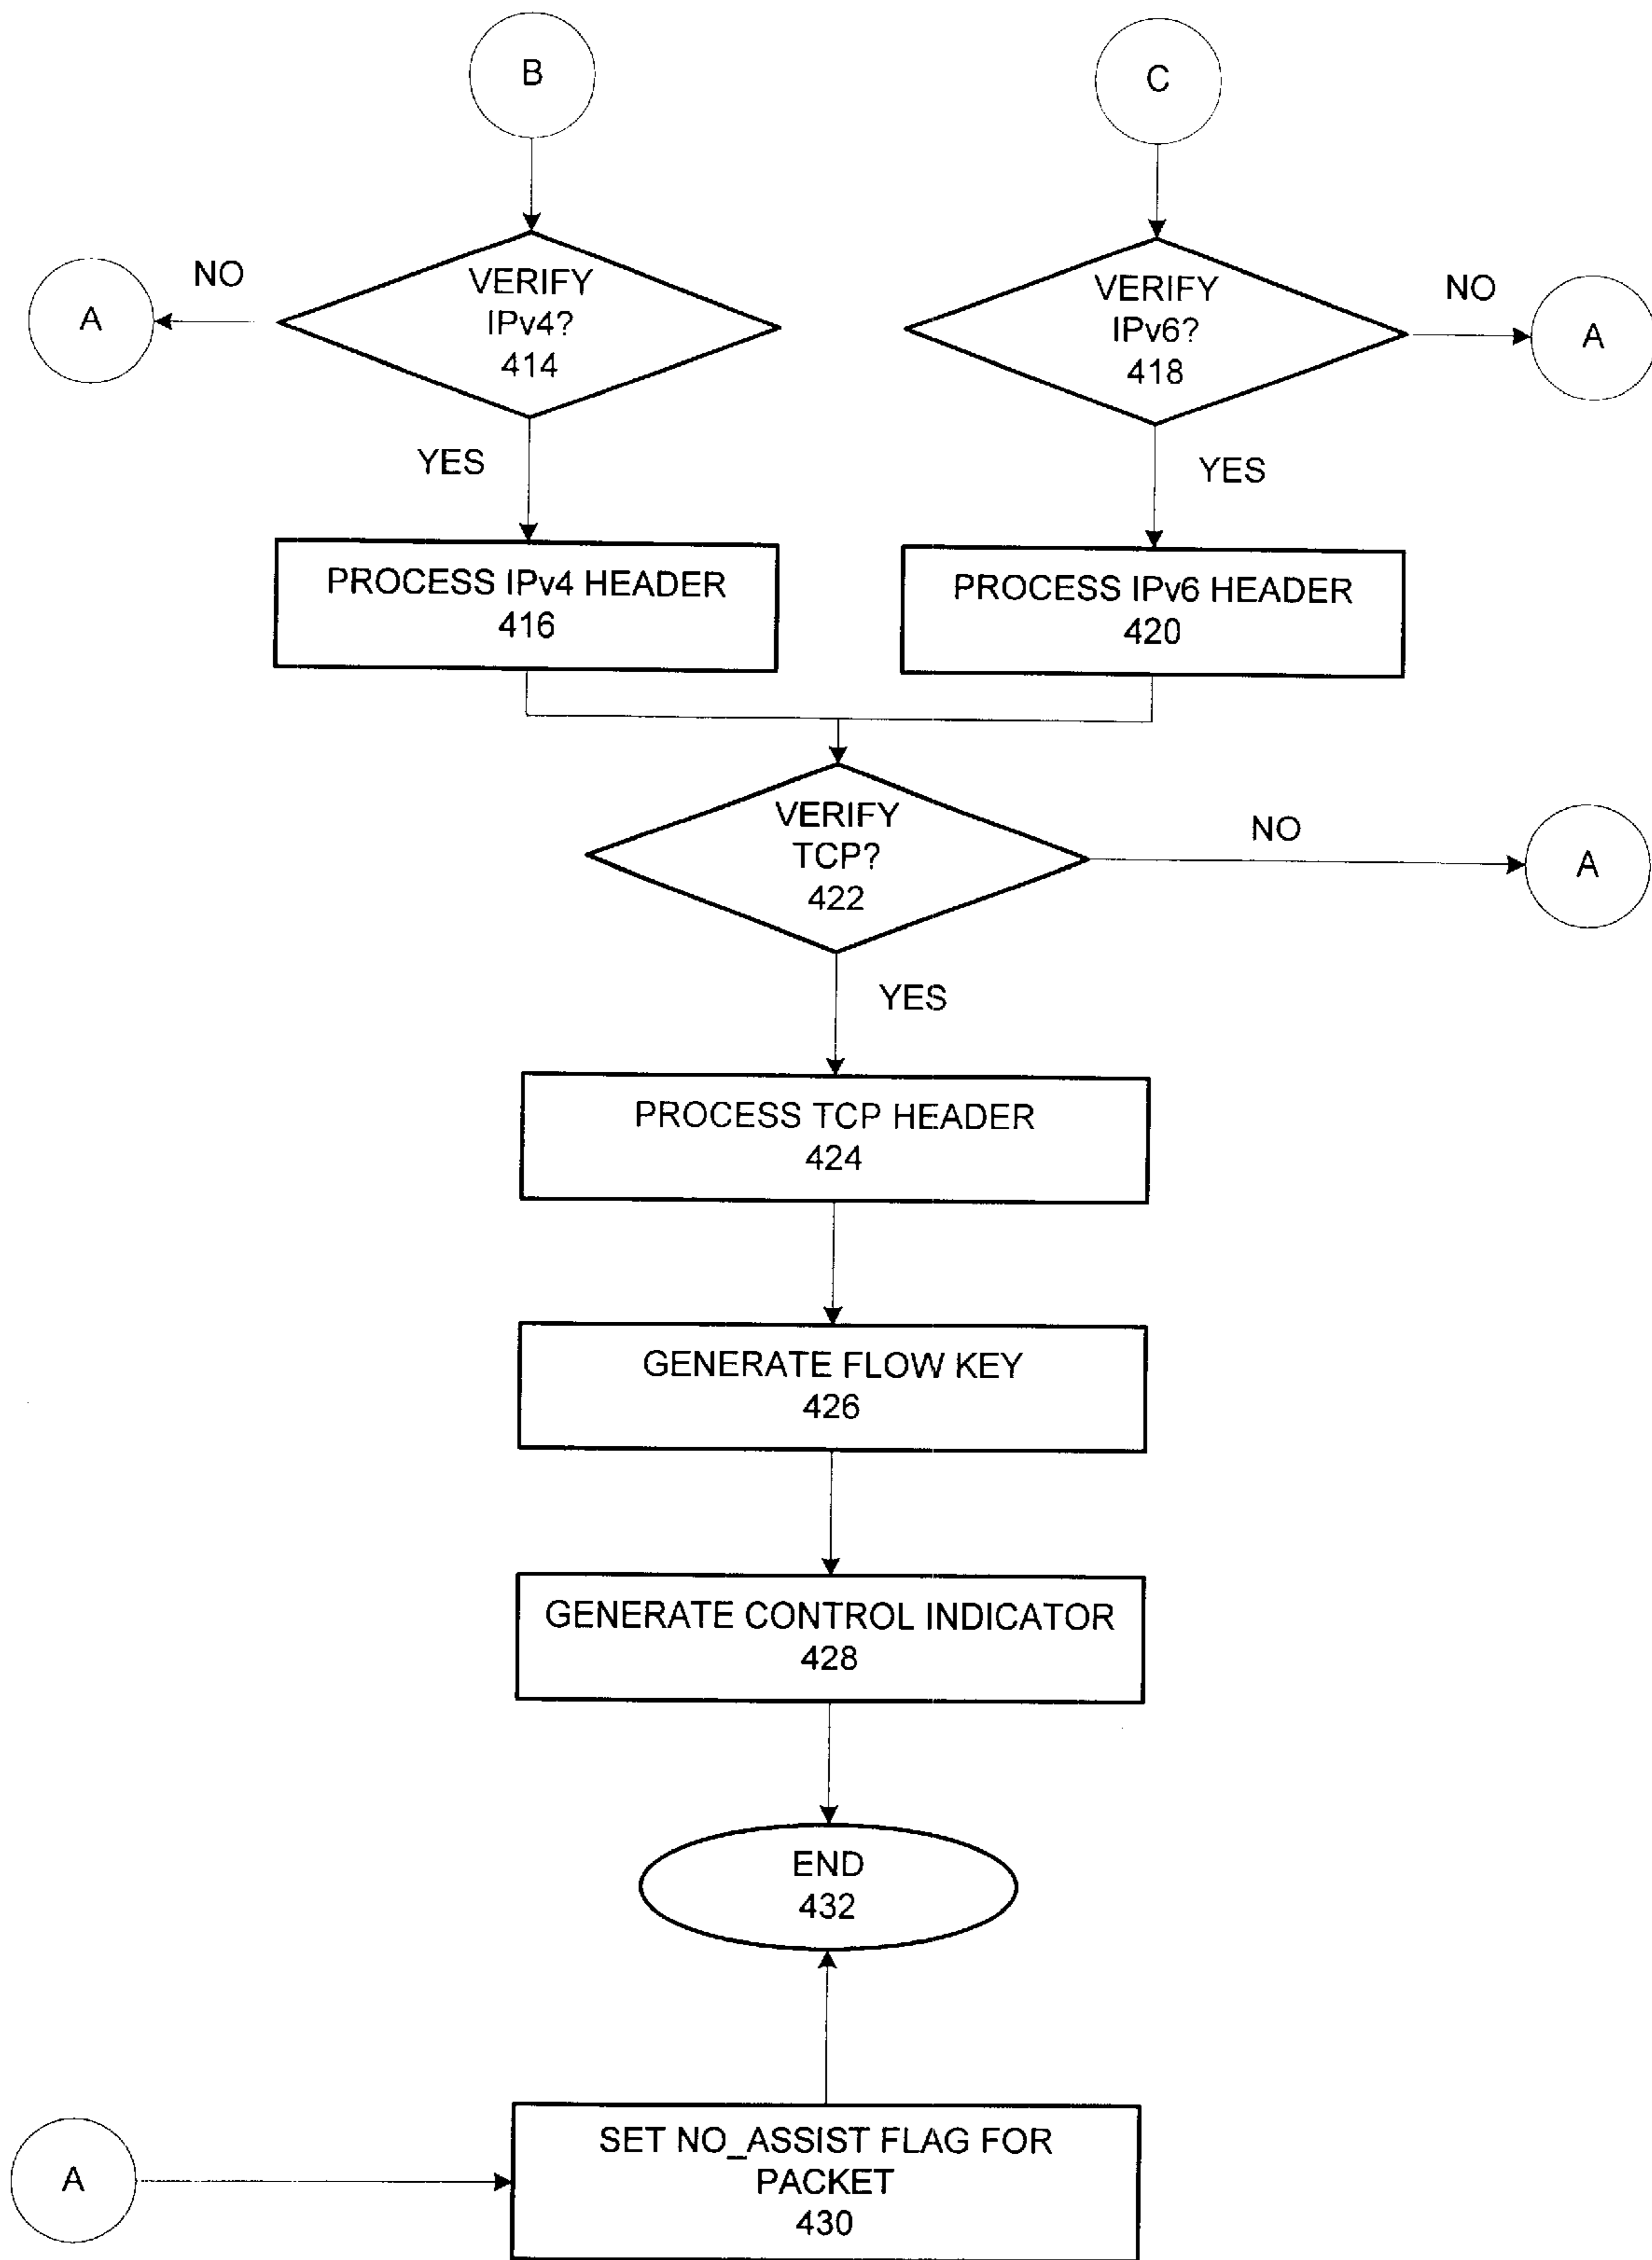 B
C
VERIFY
IPv4?
414
NO
A
VERIFY
IPv6?
418
NO
A
YES
YES
PROCESS IPv4 HEADER
416
PROCESS IPv6 HEADER
420
VERIFY
TCP?
422
NO
A
YES
PROCESS TCP HEADER
424
GENERATE FLOW KEY
426
GENERATE CONTROL INDICATOR
428
END
432
A
SET NO_ASSIST FLAG FOR
PACKET
430